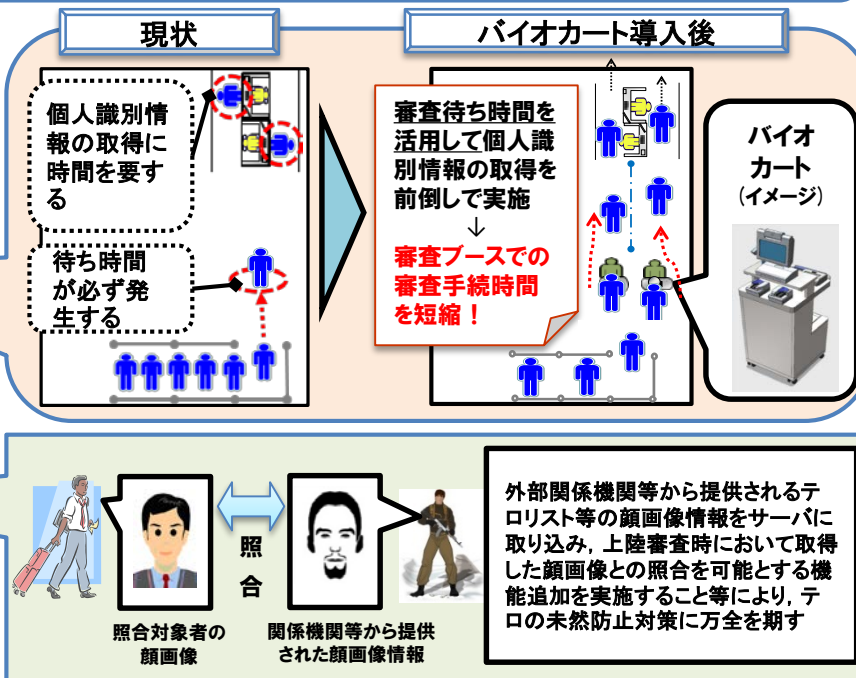 現状
個人識別情
報の取得に
時間を要す
る
待ち時間
が必ず発
生する
バイオカート導入後
審査待ち時間を
活用して個人識
別情報の取得を
前倒しで実施
↓
審査ブースでの
審査手続時間
を短縮！
バイオ
カート
(イメージ)
照
合
照合対象者の
顔画像
関係機関等から提供
された顔画像情報
外部関係機関等から提供されるテ
ロリスト等の顔画像情報をサーバに
取り込み，上陸審査時において取得
した顔画像との照合を可能とする機
能追加を実施すること等により，テ
ロの未然防止対策に万全を期す